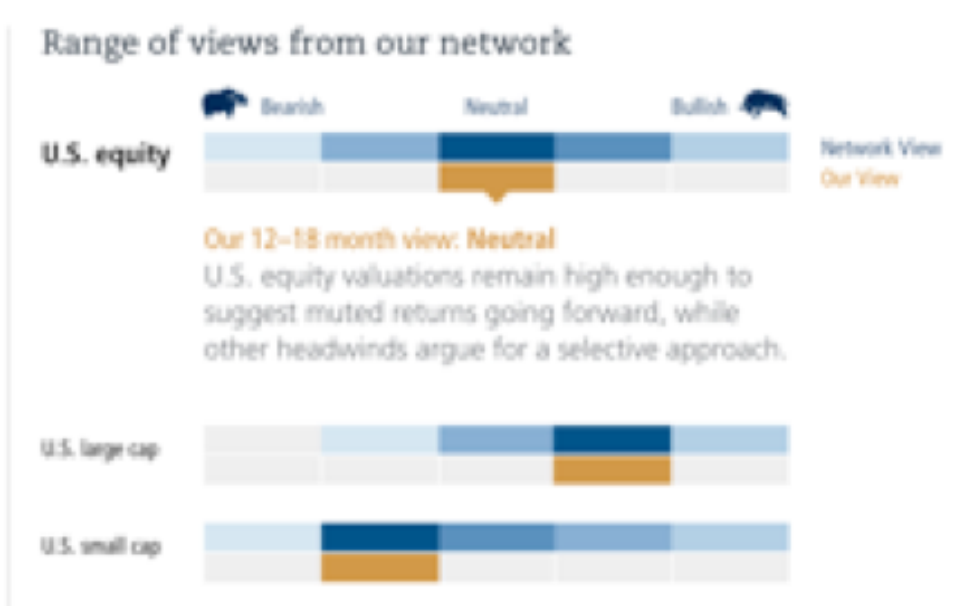 Range of views from our network
Bearish Neutral Bullish
U.S. equity
Network View
Our View
Our 12–18 month view: Neutral
U.S. equity valuations remain high enough to
suggest muted returns going forward, while
other headwinds argue for a selective approach.
U.S. large cap
U.S. small cap